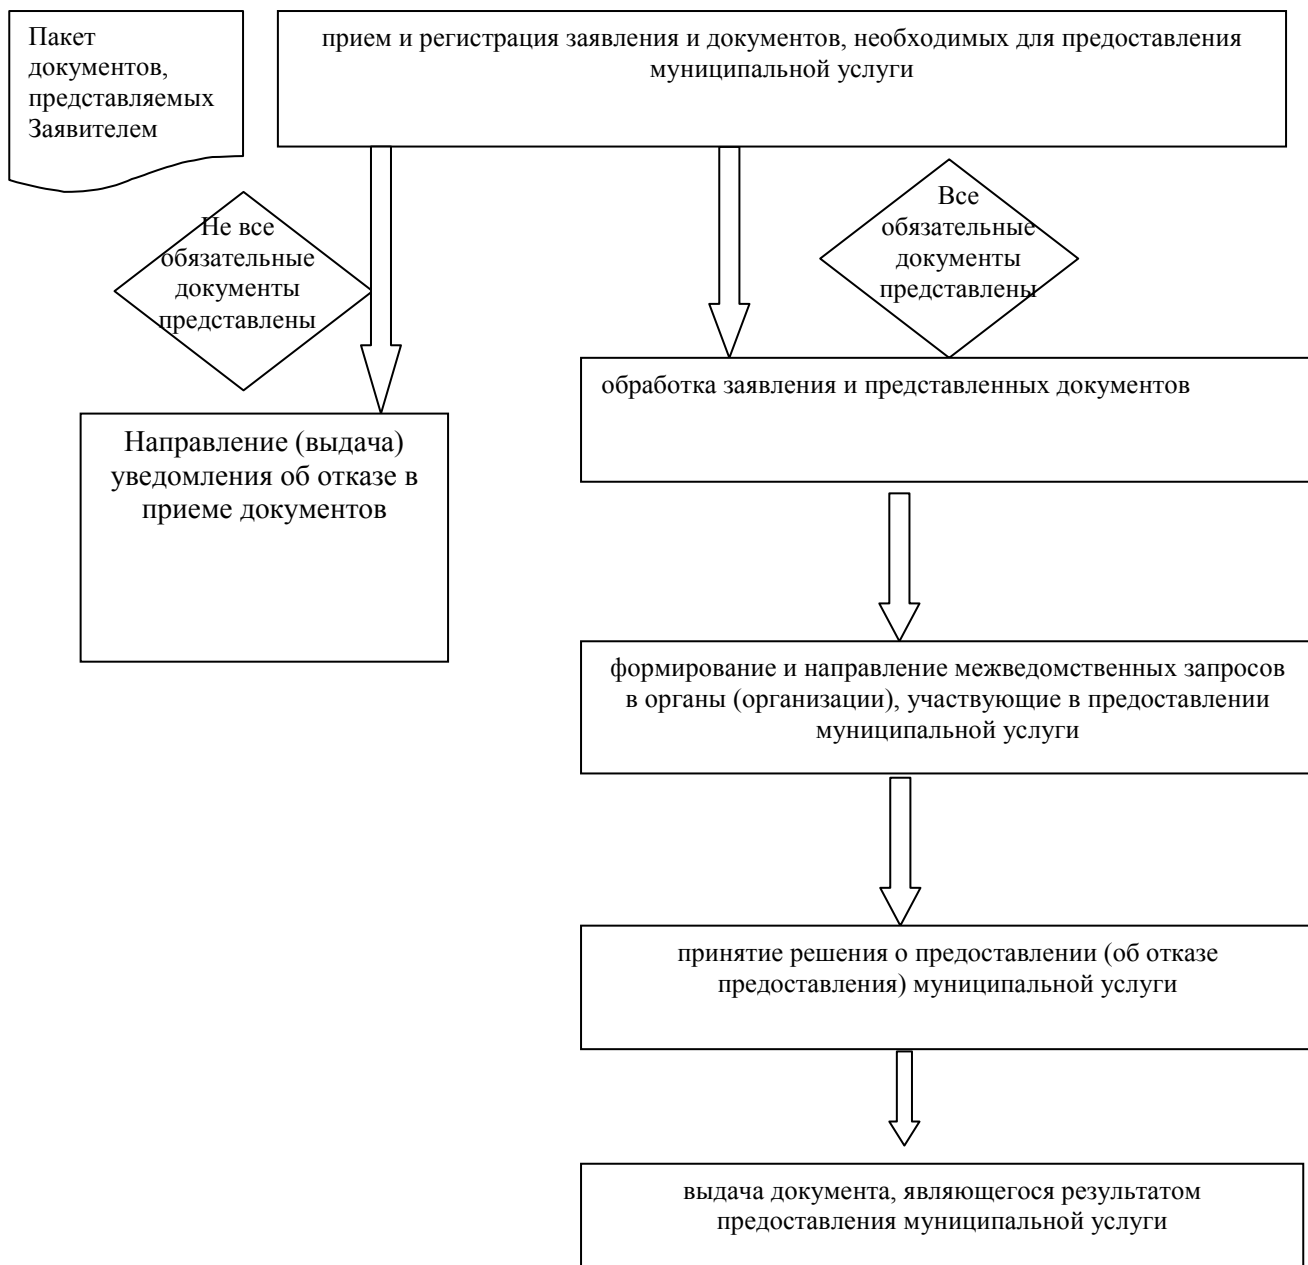 Пакет
документов,
представляемых
Заявителем
прием и регистрация заявления и документов, необходимых для предоставления
муниципальной услуги
Не все
обязательные
документы
представлены
Все
обязательные
документы
представлены
обработка заявления и представленных документов
Направление (выдача)
уведомления об отказе в
приеме документов
формирование и направление межведомственных запросов
в органы (организации), участвующие в предоставлении
муниципальной услуги
принятие решения о предоставлении (об отказе
предоставления) муниципальной услуги
выдача документа, являющегося результатом
предоставления муниципальной услуги